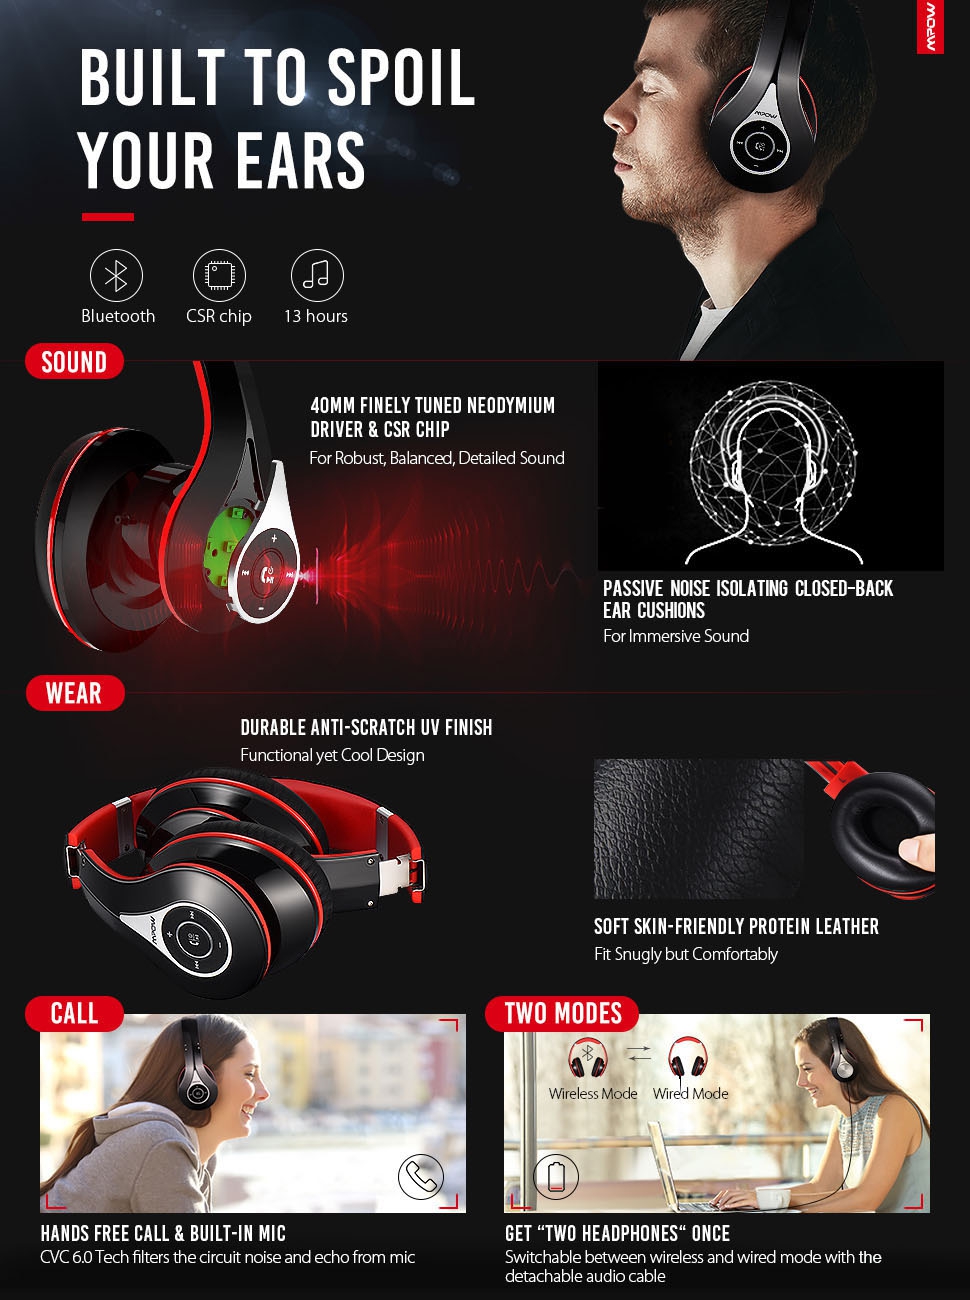 MPOW
BUILT TO SPOIL
YOUR EARS
MPOW
Bluetooth
CSR chip
13 hours
SOUND
40MM FINELY TUNED NEODYMIUM
DRIVER & CSR CHIP
For Robust, Balanced, Detailed Sound
PASSIVE NOISE ISOLATING CLOSED-BACK
EAR CUSHIONS
For Immersive Sound
WEAR
DURABLE ANTI-SCRATCH UV FINISH
Functional yet Cool Design
MPOW
SOFT SKIN-FRIENDLY PROTEIN LEATHER
Fit Snugly but Comfortably
CALL
HANDS FREE CALL & BUILT-IN MIC
CVC 6.0 Tech filters the circuit noise and echo from mic
TWO MODES
Wireless Mode
Wired Mode
GET “TWO HEADPHONES“ ONCE
Switchable between wireless and wired mode with the
detachable audio cable